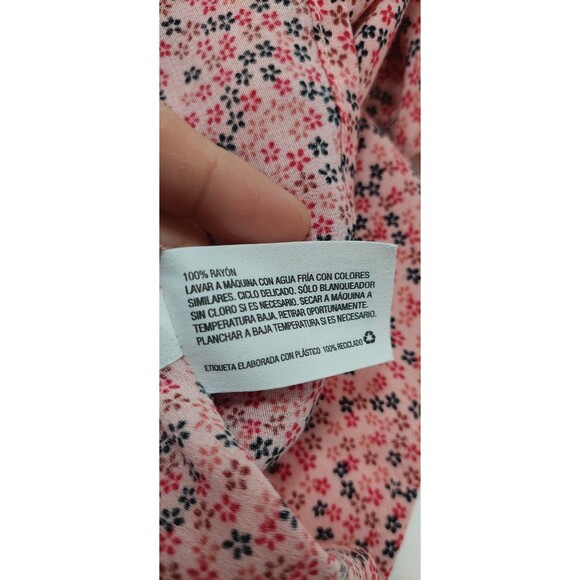 100% RAYÓN
LAVAR A MÁQUINA CON AGUA FRÍA CON COLORES
SIMILARES. CICLO DELICADO. SÓLO BLANQUEADOR
SIN CLORO SI ES NECESARIO. SECAR A MÁQUINA A
TEMPERATURA BAJA. RETIRAR OPORTUNAMENTE.
PLANCHAR A BAJA TEMPERATURA SI ES NECESARIO.
ETIQUETA ELABORADA CON PLÁSTICO 100% RECICLADO